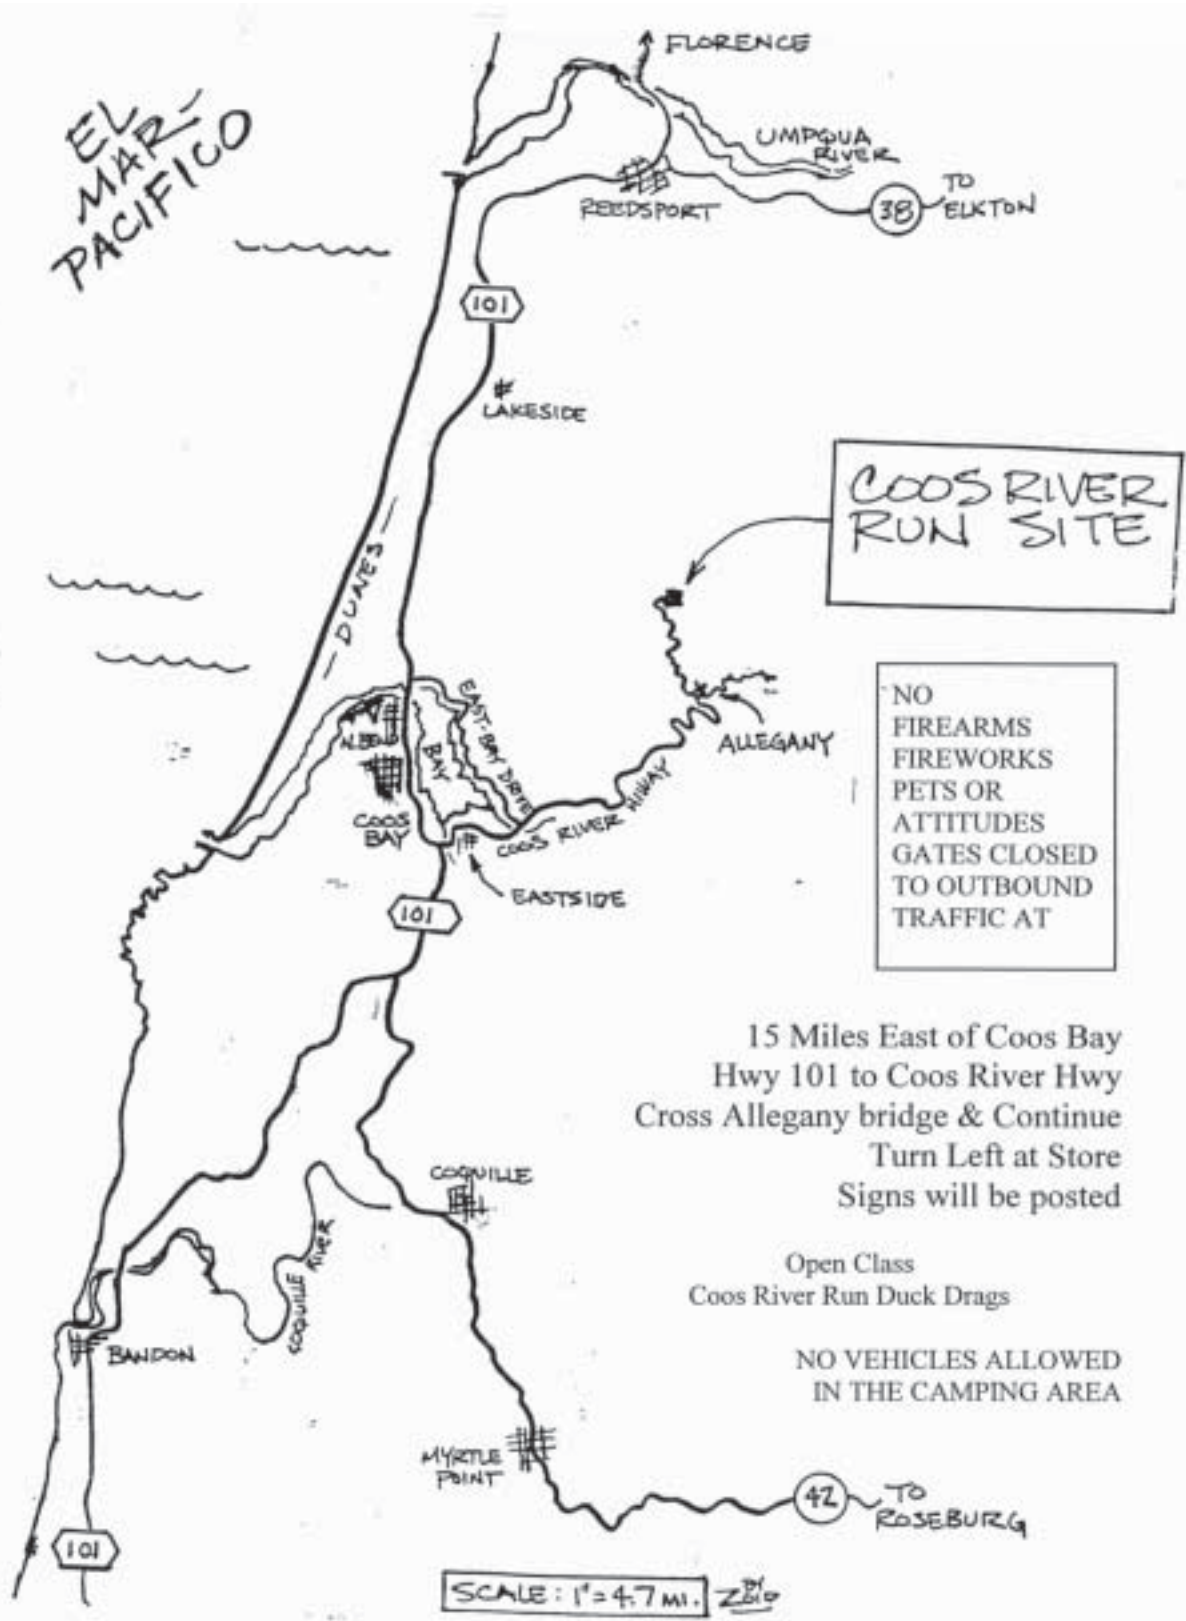 FLORENCE
EL
MAR
PACIFICO
UMPQUA
RIVER
REEDSPORT
38
TO
ELKTON
101
LAKESIDE
COOS RIVER
RUN SITE
DUNES
EAST-BAY DRIVE
BAY
COOS
BAY
COOS RIVER HIWAY
ALLEGANY
EASTSIDE
101
NO
FIREARMS
FIREWORKS
PETS OR
ATTITUDES
GATES CLOSED
TO OUTBOUND
TRAFFIC AT
15 Miles East of Coos Bay
Hwy 101 to Coos River Hwy
Cross Allegany bridge & Continue
Turn Left at Store
Signs will be posted
COQUILLE
COQUILLE RIVER
Open Class
Coos River Run Duck Drags
BANDON
NO VEHICLES ALLOWED
IN THE CAMPING AREA
MYRTLE
POINT
42
TO
ROSEBURG
101
SCALE: 1"=4.7 MI.
BY